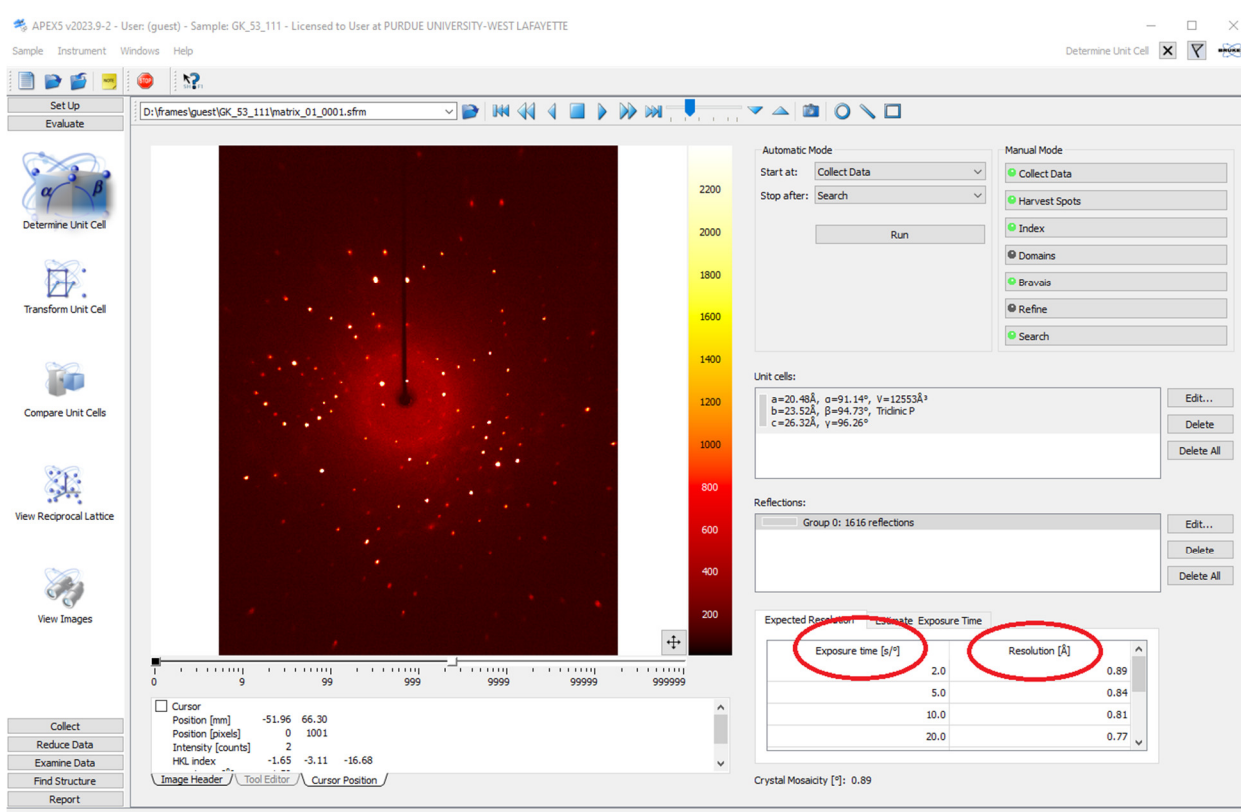 APEX5 v2023.9-2 - User: (guest) - Sample: GK_53_111 - Licensed to User at PURDUE UNIVERSITY-WEST LAFAYETTE
Sample Instrument Windows Help
Determine Unit Cell
NOTE
STOP
Set Up
Evaluate
D:\frames\guest\GK_53_111\matrix_01_0001.sfrm
α β
Determine Unit Cell
Transform Unit Cell
Compare Unit Cells
View Reciprocal Lattice
View Images
Collect
Reduce Data
Examine Data
Find Structure
Report
2200
2000
1800
1600
1400
1200
1000
800
600
400
200
0 9 99 999 9999 99999 999999
Cursor
Position [mm] -51.96 66.30
Position [pixels] 0 1001
Intensity [counts] 2
HKL index -1.65 -3.11 -16.68
Image Header Tool Editor Cursor Position
Automatic Mode
Start at: Collect Data
Stop after: Search
Run
Manual Mode
Collect Data
Harvest Spots
Index
Domains
Bravais
Refine
Search
Unit cells:
a=20.48Å, α=91.14°, V=12553Å³
b=23.52Å, β=94.73°, Triclinic P
c=26.32Å, γ=96.26°
Edit...
Delete
Delete All
Reflections:
Group 0: 1616 reflections
Edit...
Delete
Delete All
Expected Resolution Estimate Exposure Time
Exposure time [s/°] Resolution [Å]
2.0 0.89
5.0 0.84
10.0 0.81
20.0 0.77
Crystal Mosaicity [°]: 0.89